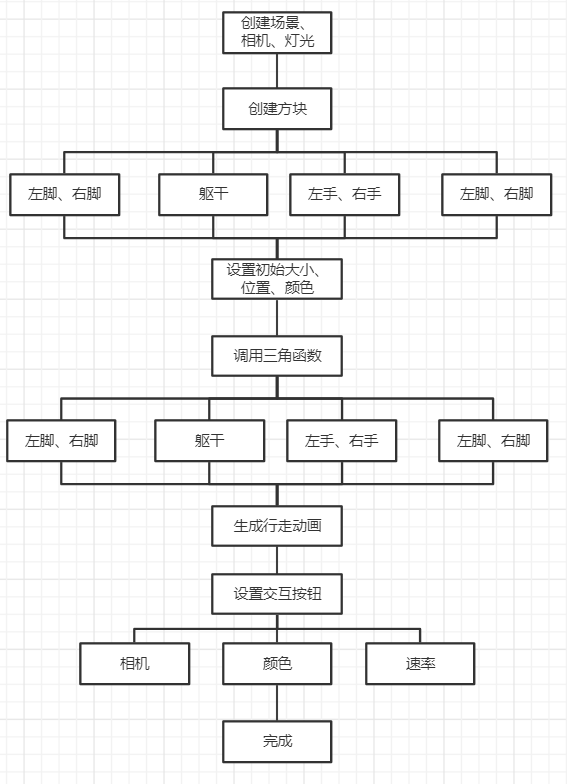 创建场景、
相机、灯光
创建方块
左脚、右脚
躯干
左手、右手
左脚、右脚
设置初始大小、
位置、颜色
调用三角函数
左脚、右脚
躯干
左手、右手
左脚、右脚
生成行走动画
设置交互按钮
相机
颜色
速率
完成